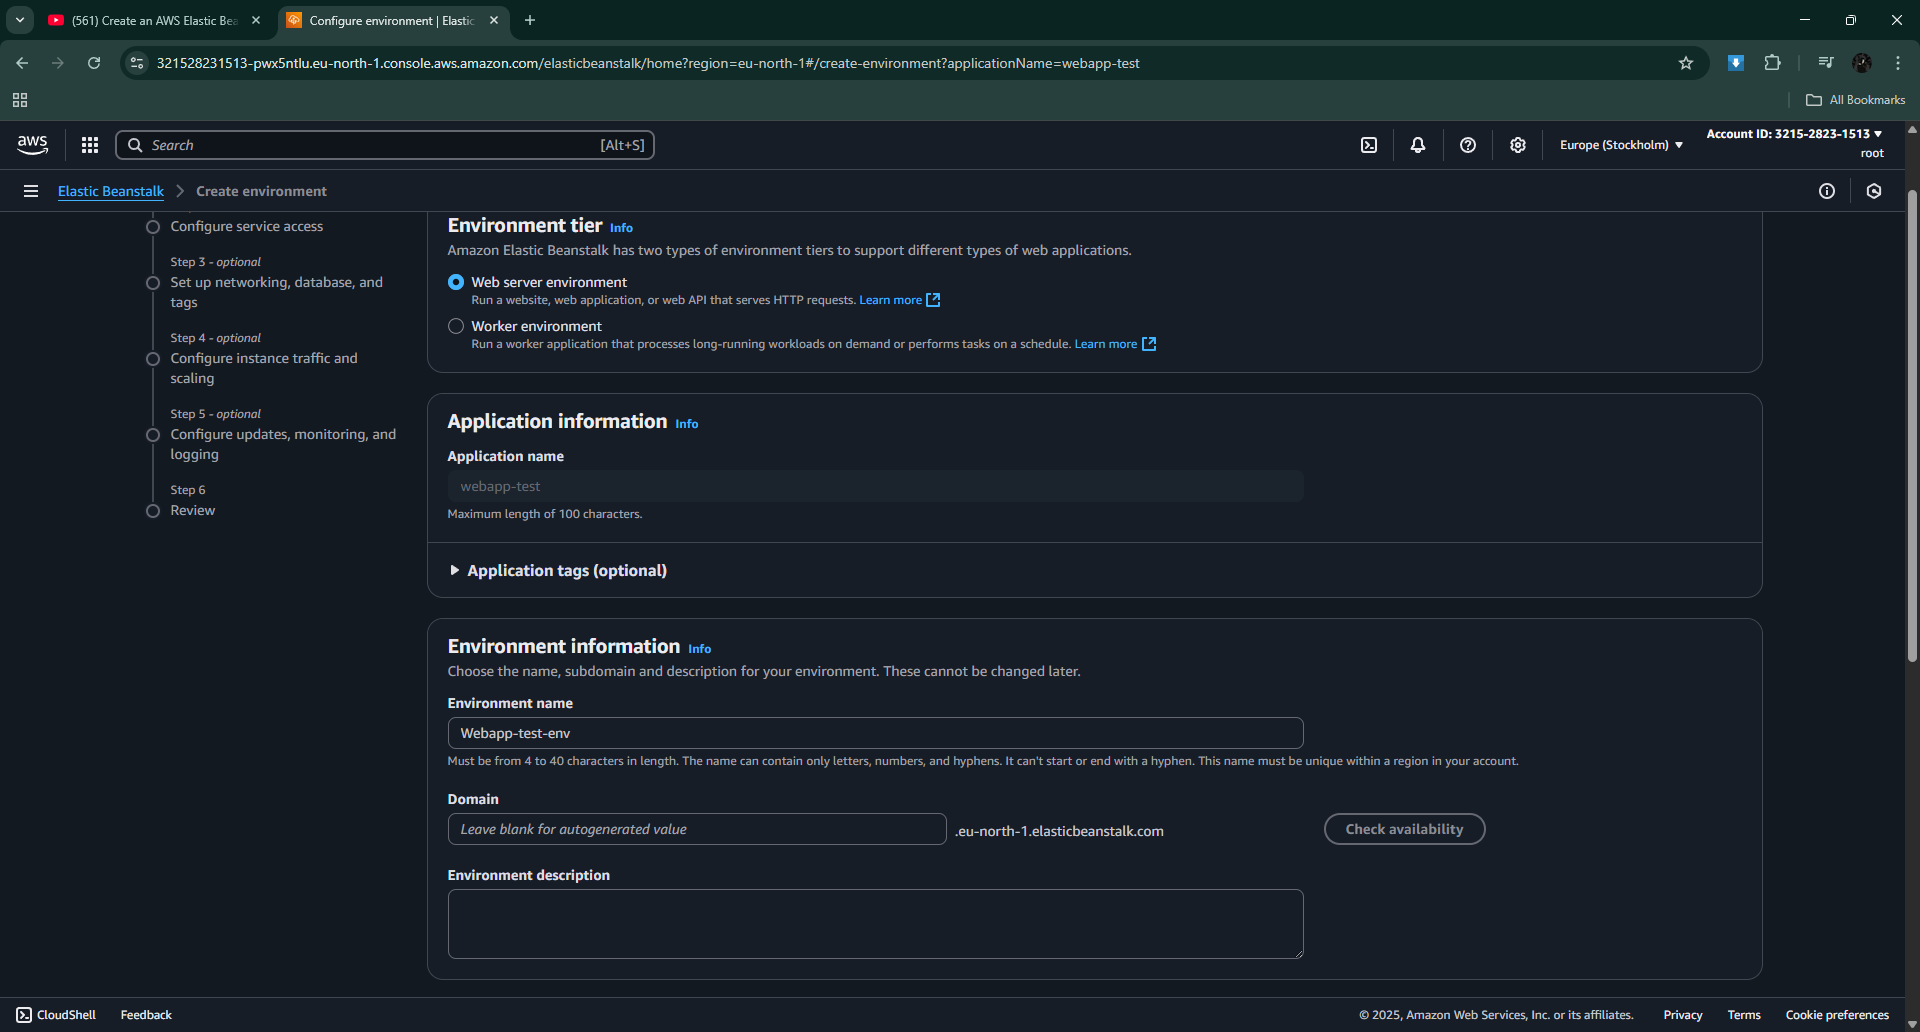 (561) Create an AWS Elastic Bea
Configure environment | Elastic
321528231513-pwx5ntlu.eu-north-1.console.aws.amazon.com/elasticbeanstalk/home?region=eu-north-1#/create-environment?applicationName=webapp-test
All Bookmarks
aws
Search
[Alt+S]
Europe (Stockholm)
Account ID: 3215-2823-1513
root
Elastic Beanstalk
Create environment
Configure service access
Step 3 - optional
Set up networking, database, and
tags
Step 4 - optional
Configure instance traffic and
scaling
Step 5 - optional
Configure updates, monitoring, and
logging
Step 6
Review
Environment tier Info
Amazon Elastic Beanstalk has two types of environment tiers to support different types of web applications.
Web server environment
Run a website, web application, or web API that serves HTTP requests. Learn more
Worker environment
Run a worker application that processes long-running workloads on demand or performs tasks on a schedule. Learn more
Application information Info
Application name
webapp-test
Maximum length of 100 characters.
Application tags (optional)
Environment information Info
Choose the name, subdomain and description for your environment. These cannot be changed later.
Environment name
Webapp-test-env
Must be from 4 to 40 characters in length. The name can contain only letters, numbers, and hyphens. It can't start or end with a hyphen. This name must be unique within a region in your account.
Domain
Leave blank for autogenerated value
.eu-north-1.elasticbeanstalk.com
Check availability
Environment description
CloudShell
Feedback
© 2025, Amazon Web Services, Inc. or its affiliates.
Privacy
Terms
Cookie preferences